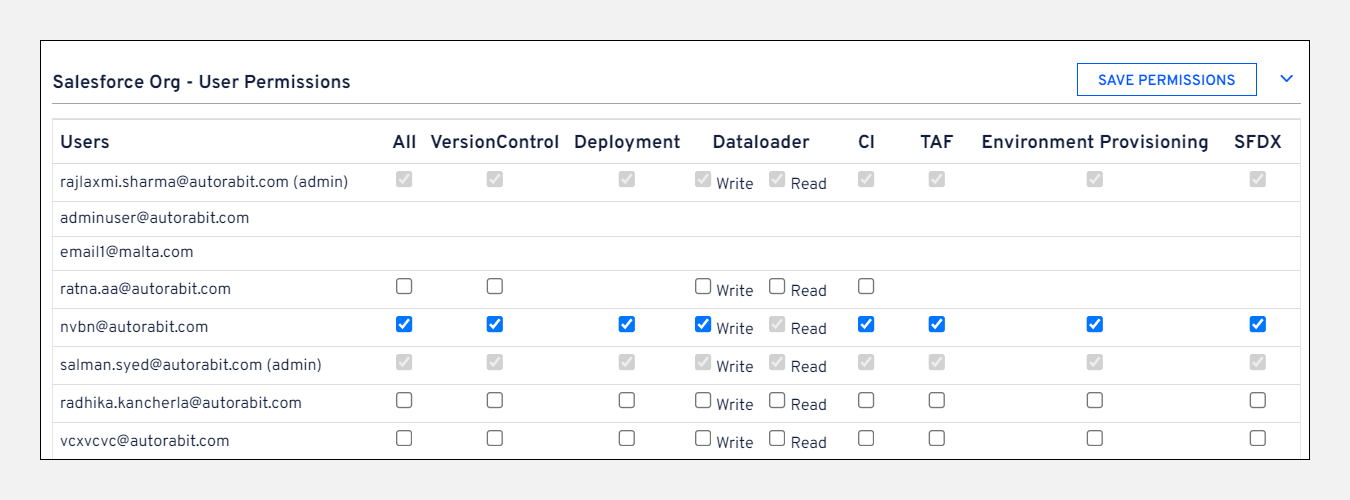 Salesforce Org - User Permissions SAVE PERMISSIONS
Users All VersionControl Deployment Dataloader CI TAF Environment Provisioning SFDX
rajlaxmi.sharma@autorabit.com (admin) Write Read
adminuser@autorabit.com
email1@malta.com
ratna.aa@autorabit.com Write Read
nvbn@autorabit.com Write Read
salman.syed@autorabit.com (admin) Write Read
radhika.kancherla@autorabit.com Write Read
vcxvcvc@autorabit.com Write Read